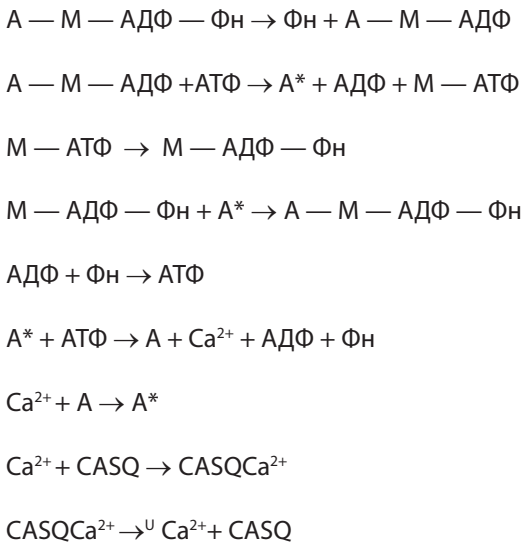 А — М — АДФ — Фн → Фн + А — М — АДФ
А — М — АДФ +АТФ → А* + АДФ + М — АТФ
М — АТФ → М — АДФ — Фн
М — АДФ — Фн + А* → А — М — АДФ — Фн
АДФ + Фн → АТФ
А* + АТФ → А + Ca²⁺ + АДФ + Фн
Ca²⁺ + А → А*
Ca²⁺ + CASQ → CASQCa²⁺
CASQCa²⁺ →ᵁ Ca²⁺ + CASQ